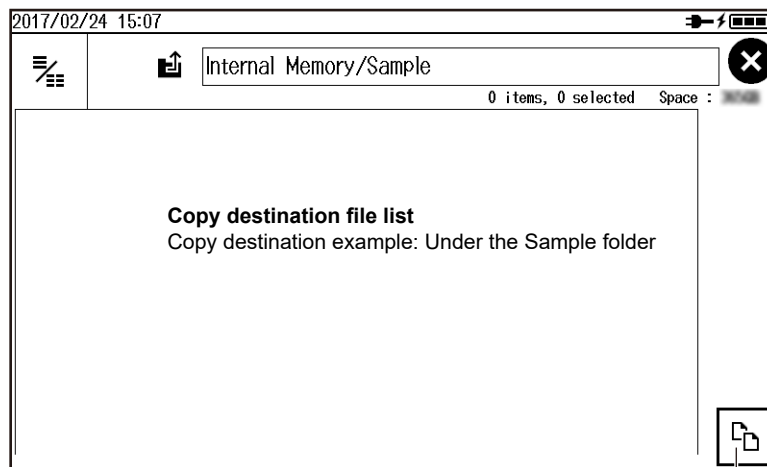 2017/02/24 15:07
Internal Memory/Sample
0 items, 0 selected Space :
Copy destination file list
Copy destination example: Under the Sample folder